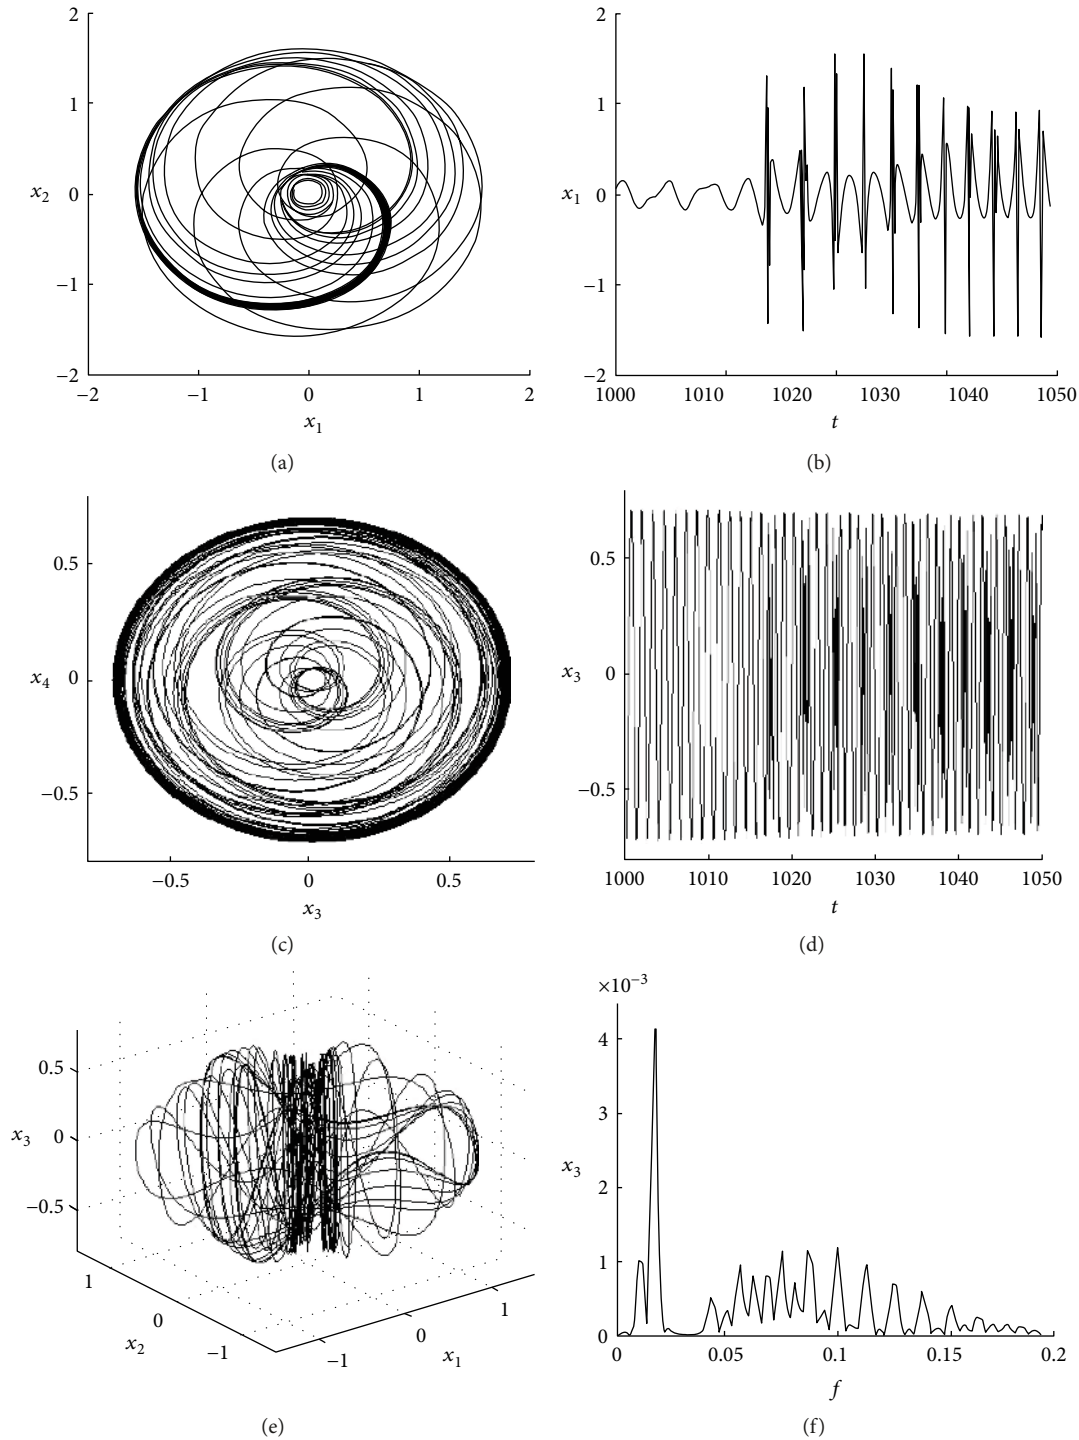 2
1
x₂ 0
−1
−2
−2 −1 0 1 2
x₁
(a)
2
1
x₁ 0
−1
−2
1000 1010 1020 1030 1040 1050
t
(b)
0.5
x₄ 0
−0.5
−0.5 0 0.5
x₃
(c)
0.5
x₃ 0
−0.5
1000 1010 1020 1030 1040 1050
t
(d)
0.5
x₃ 0
−0.5
1 0 −1
x₂
−1 0 1
x₁
(e)
×10⁻³
4
3
x₃
2
1
0
0 0.05 0.1 0.15 0.2
f
(f)